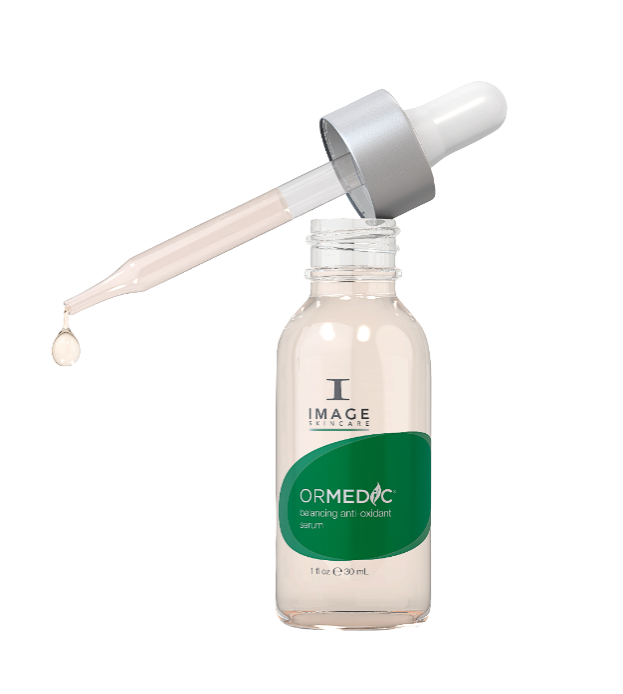 I
IMAGE
SKINCARE
ORMEDIC®
balancing anti-oxidant
serum
1 fl oz ℮ 30 mL